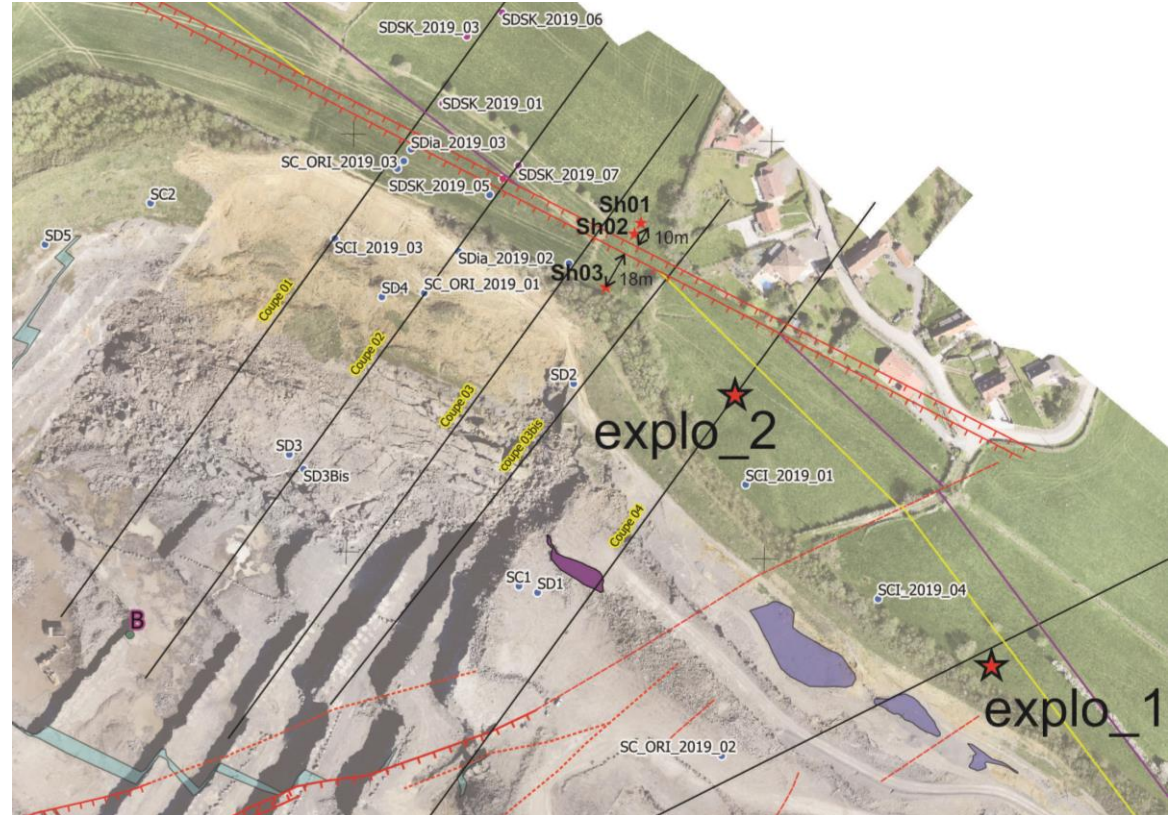 SDSK_2019_03
SDSK_2019_06
SDSK_2019_01
SDia_2019_03
SC_ORI_2019_03
SDSK_2019_07
SDSK_2019_05
SC2
Sh01
Sh02
10m
SD5
SCI_2019_03
SDia_2019_02
Sh03
18m
SD4
SC_ORI_2019_01
Coupe 01
Coupe 02
SD2
Coupe 03
coupe 03bis
explo_2
SD3
SD3Bis
SCI_2019_01
Coupe 04
SC1
SD1
SCI_2019_04
B
explo_1
SC_ORI_2019_02